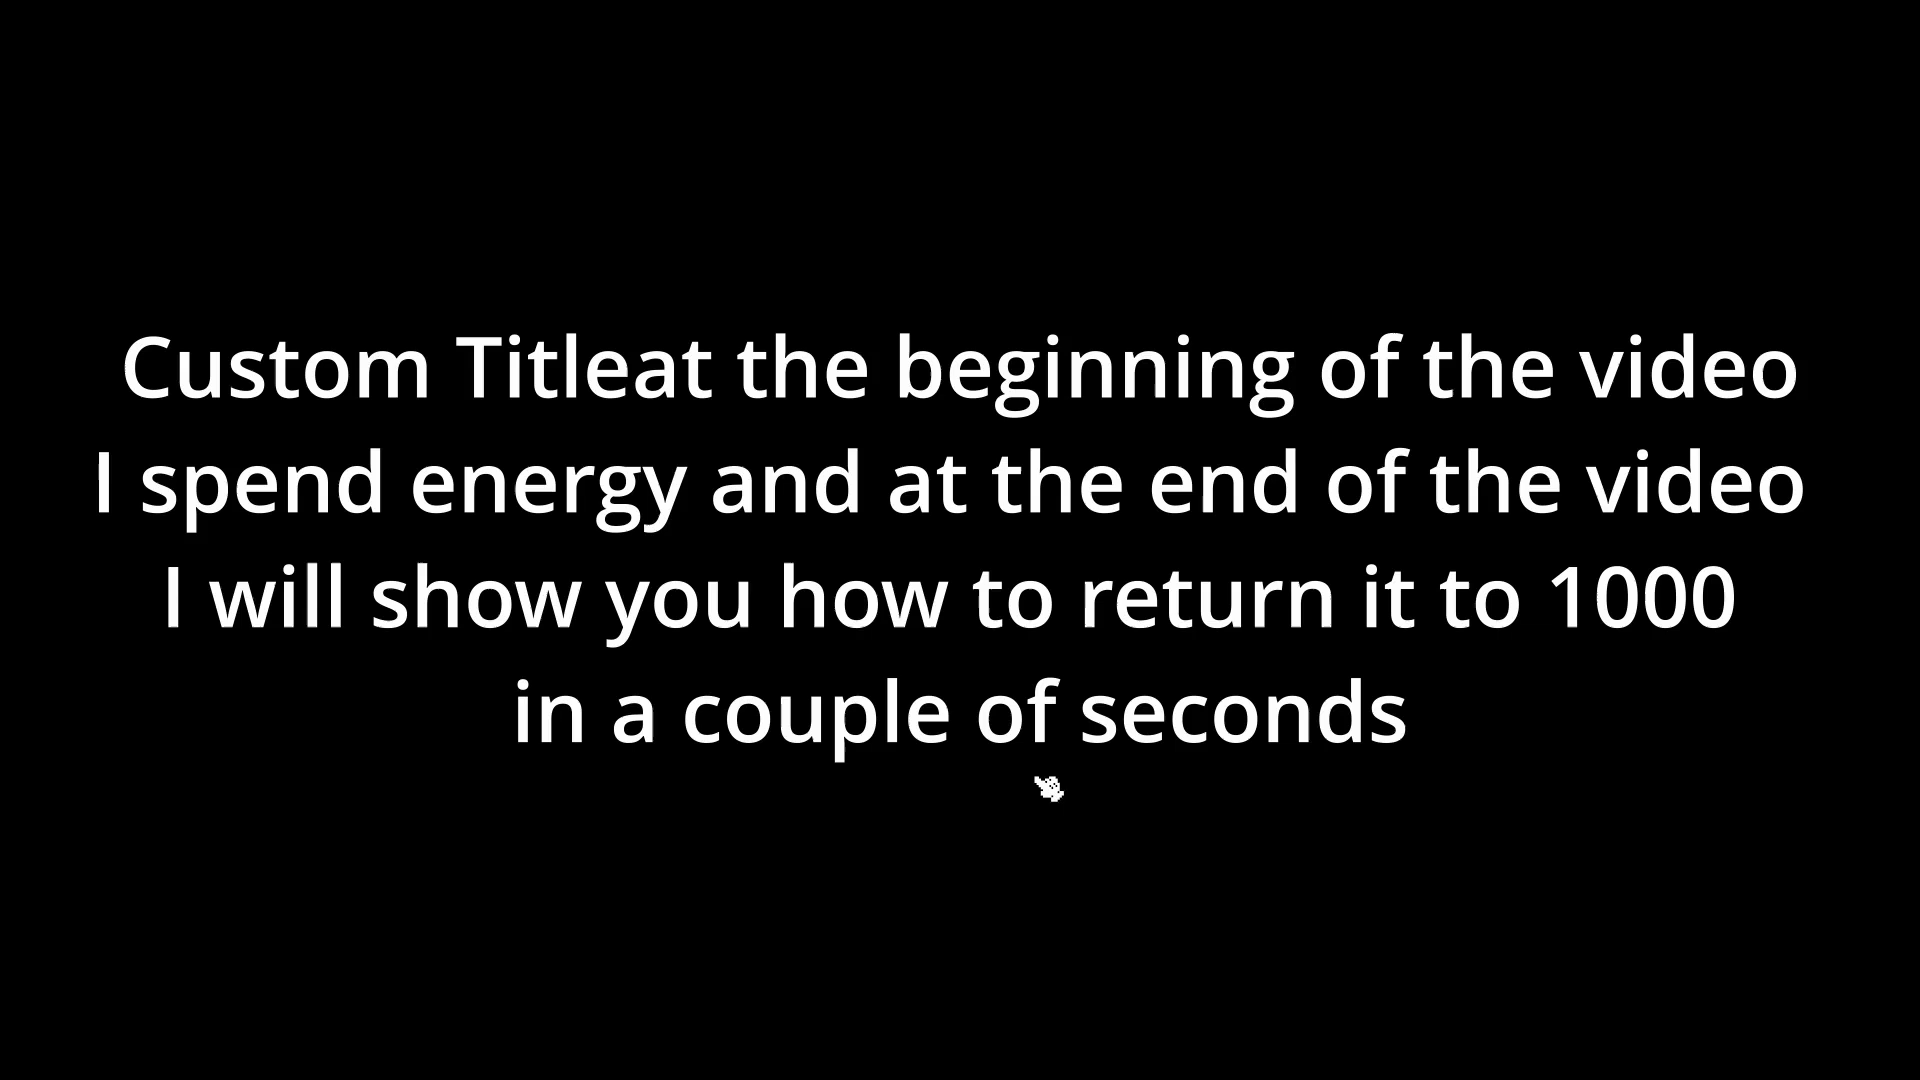 Custom Titleat the beginning of the video
I spend energy and at the end of the video
I will show you how to return it to 1000
in a couple of seconds